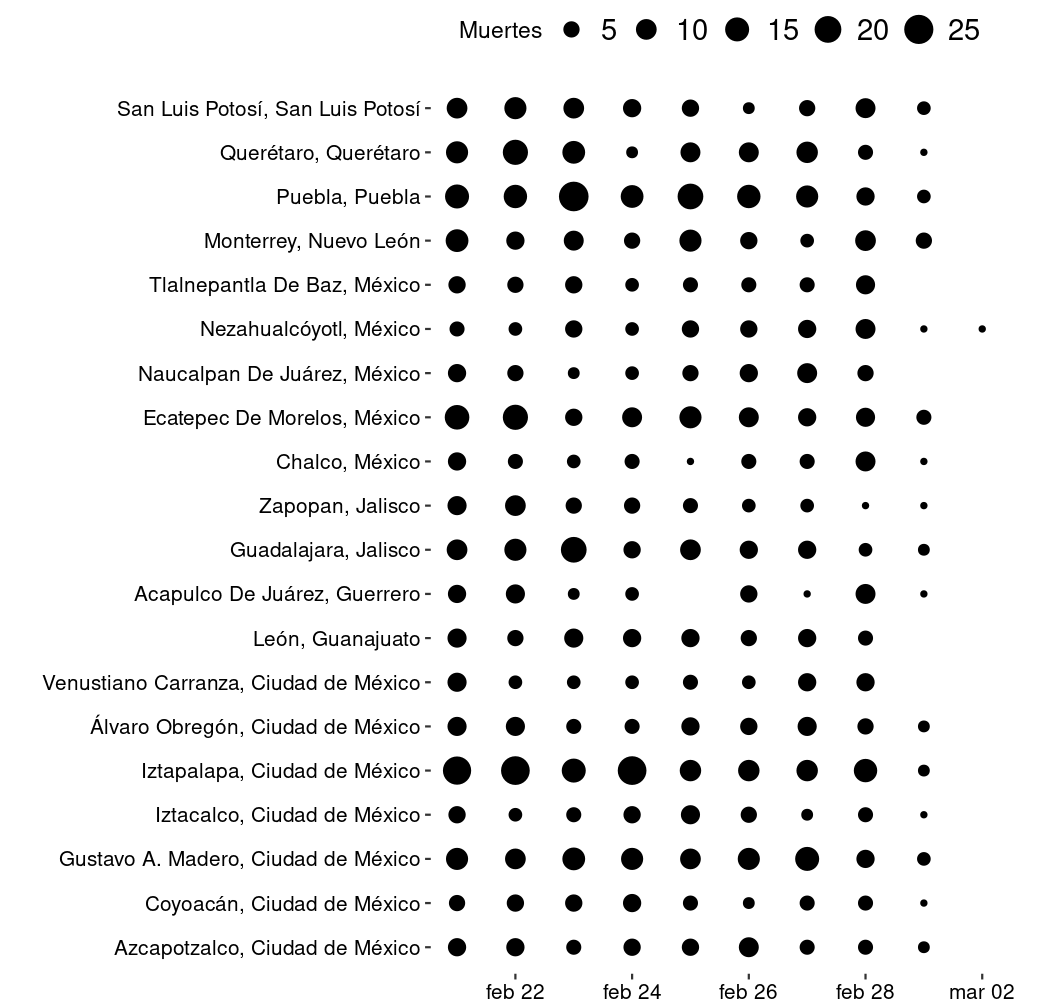 Muertes 5 10 15 20 25
San Luis Potosí, San Luis Potosí
Querétaro, Querétaro
Puebla, Puebla
Monterrey, Nuevo León
Tlalnepantla De Baz, México
Nezahualcóyotl, México
Naucalpan De Juárez, México
Ecatepec De Morelos, México
Chalco, México
Zapopan, Jalisco
Guadalajara, Jalisco
Acapulco De Juárez, Guerrero
León, Guanajuato
Venustiano Carranza, Ciudad de México
Álvaro Obregón, Ciudad de México
Iztapalapa, Ciudad de México
Iztacalco, Ciudad de México
Gustavo A. Madero, Ciudad de México
Coyoacán, Ciudad de México
Azcapotzalco, Ciudad de México
feb 22 feb 24 feb 26 feb 28 mar 02